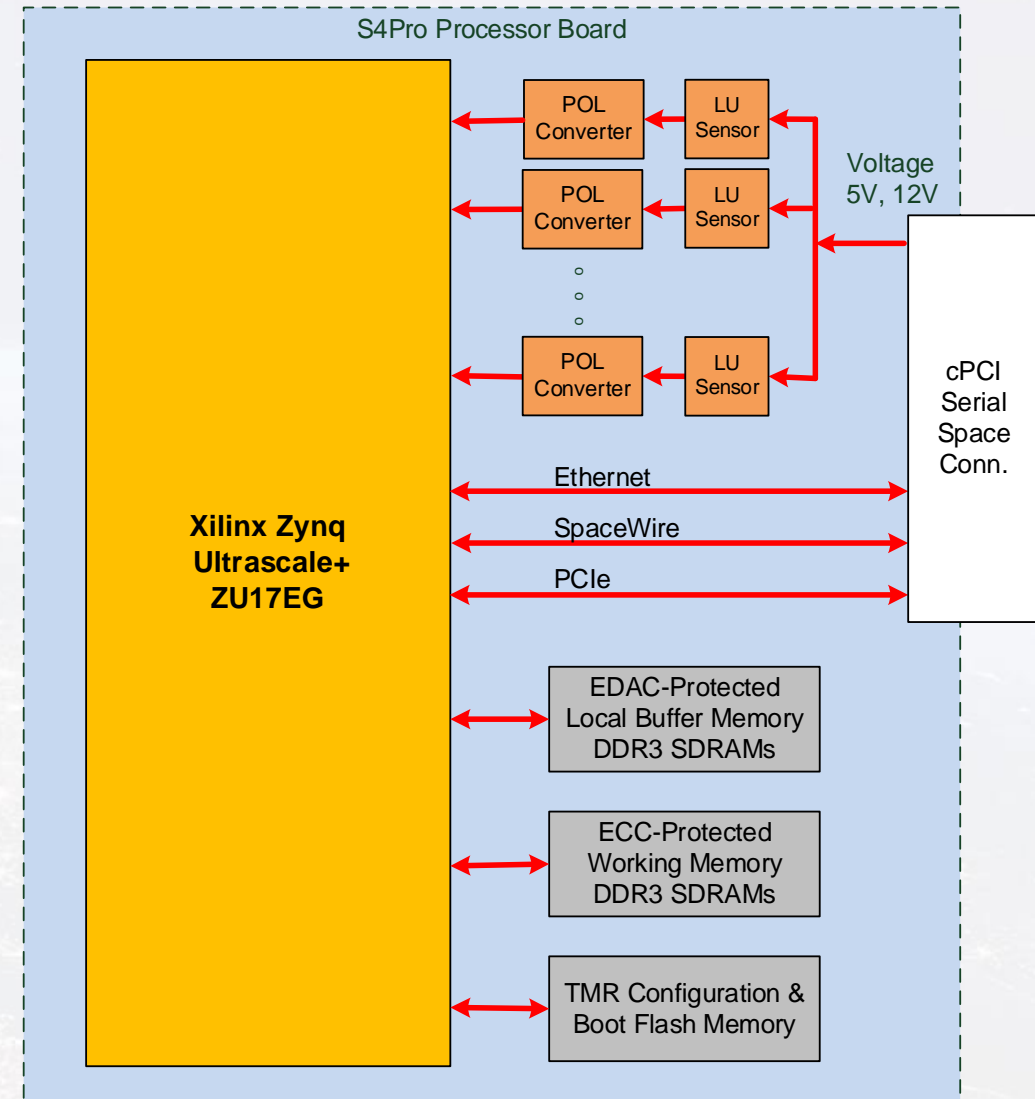 S4Pro Processor Board
POL
Converter
LU
Sensor
Voltage
5V, 12V
POL
Converter
LU
Sensor
POL
Converter
LU
Sensor
cPCI
Serial
Space
Conn.
Ethernet
SpaceWire
PCIe
Xilinx Zynq
Ultrascale+
ZU17EG
EDAC-Protected
Local Buffer Memory
DDR3 SDRAMs
ECC-Protected
Working Memory
DDR3 SDRAMs
TMR Configuration &
Boot Flash Memory